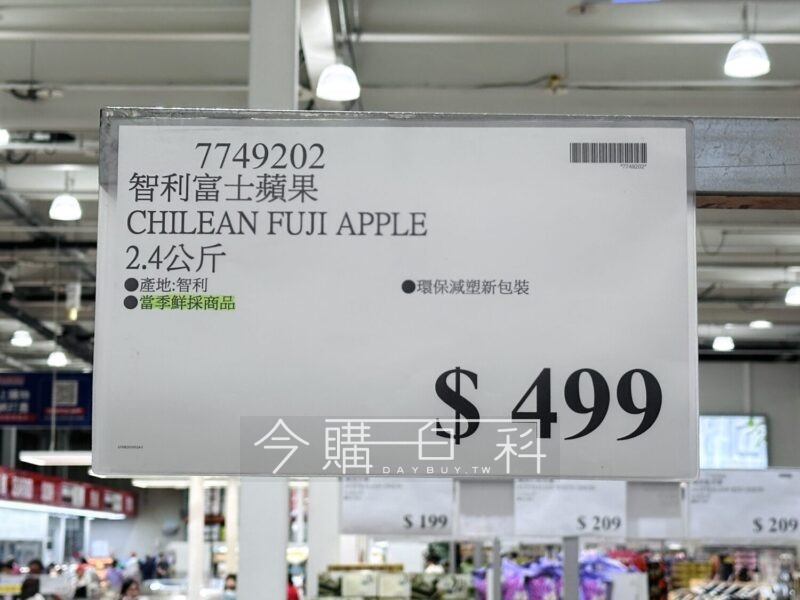 7749202
*7749202*
智利富士蘋果
CHILEAN FUJI APPLE
2.4公斤
●產地:智利
●環保減塑新包裝
●當季鮮採商品
$ 499
今購百科
DAYBUY.TW
$ 199
$ 209
$ 209